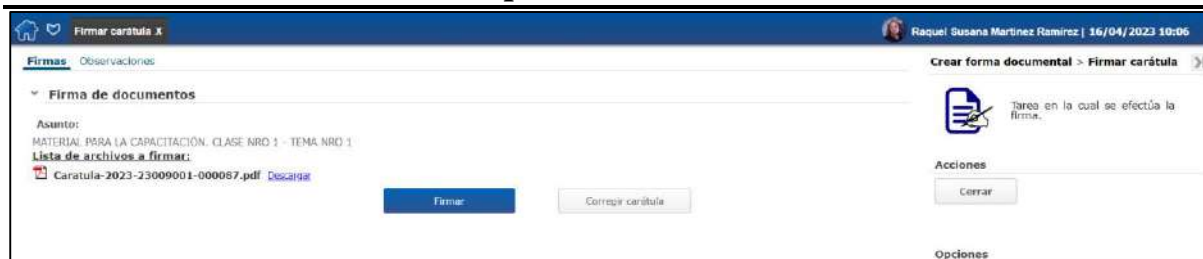 Firmar carátula X
Raquel Susana Martinez Ramirez | 16/04/2023 10:06
Firmas Observaciones
Firma de documentos
Asunto:
MATERIAL PARA LA CAPACITACIÓN. CLASE NRO 1 - TEMA NRO 1
Lista de archivos a firmar:
Caratula-2023-23009001-000087.pdf Descargar
Firmar
Corregir carátula
Crear forma documental > Firmar carátula
Tarea en la cual se efectúa la
firma.
Acciones
Cerrar
Opciones